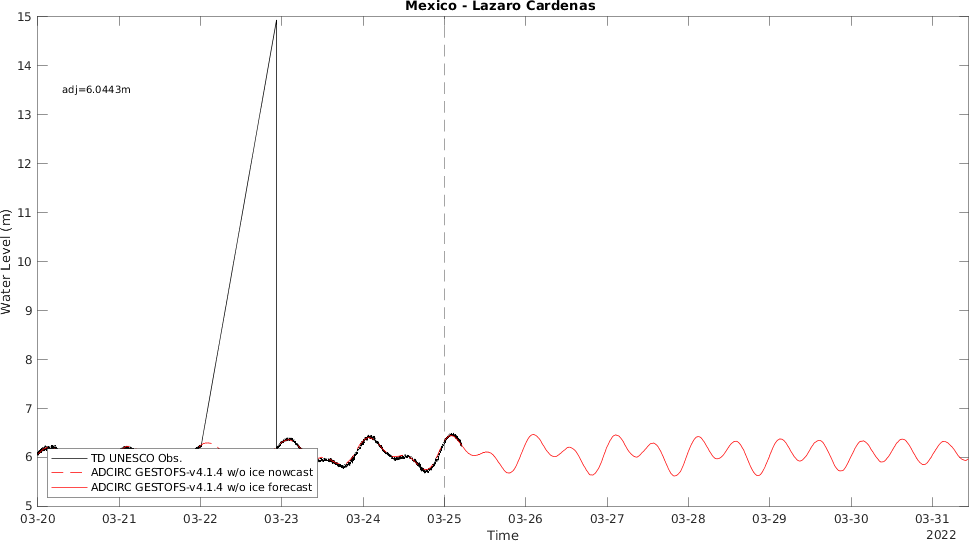 Mexico - Lazaro Cardenas
15
14
adj=6.0443m
13
12
11
10
9
8
7
6
5
Water Level (m)
TD UNESCO Obs.
ADCIRC GESTOFS-v4.1.4 w/o ice nowcast
ADCIRC GESTOFS-v4.1.4 w/o ice forecast
03-20 03-21 03-22 03-23 03-24 03-25 03-26 03-27 03-28 03-29 03-30 03-31
Time
2022